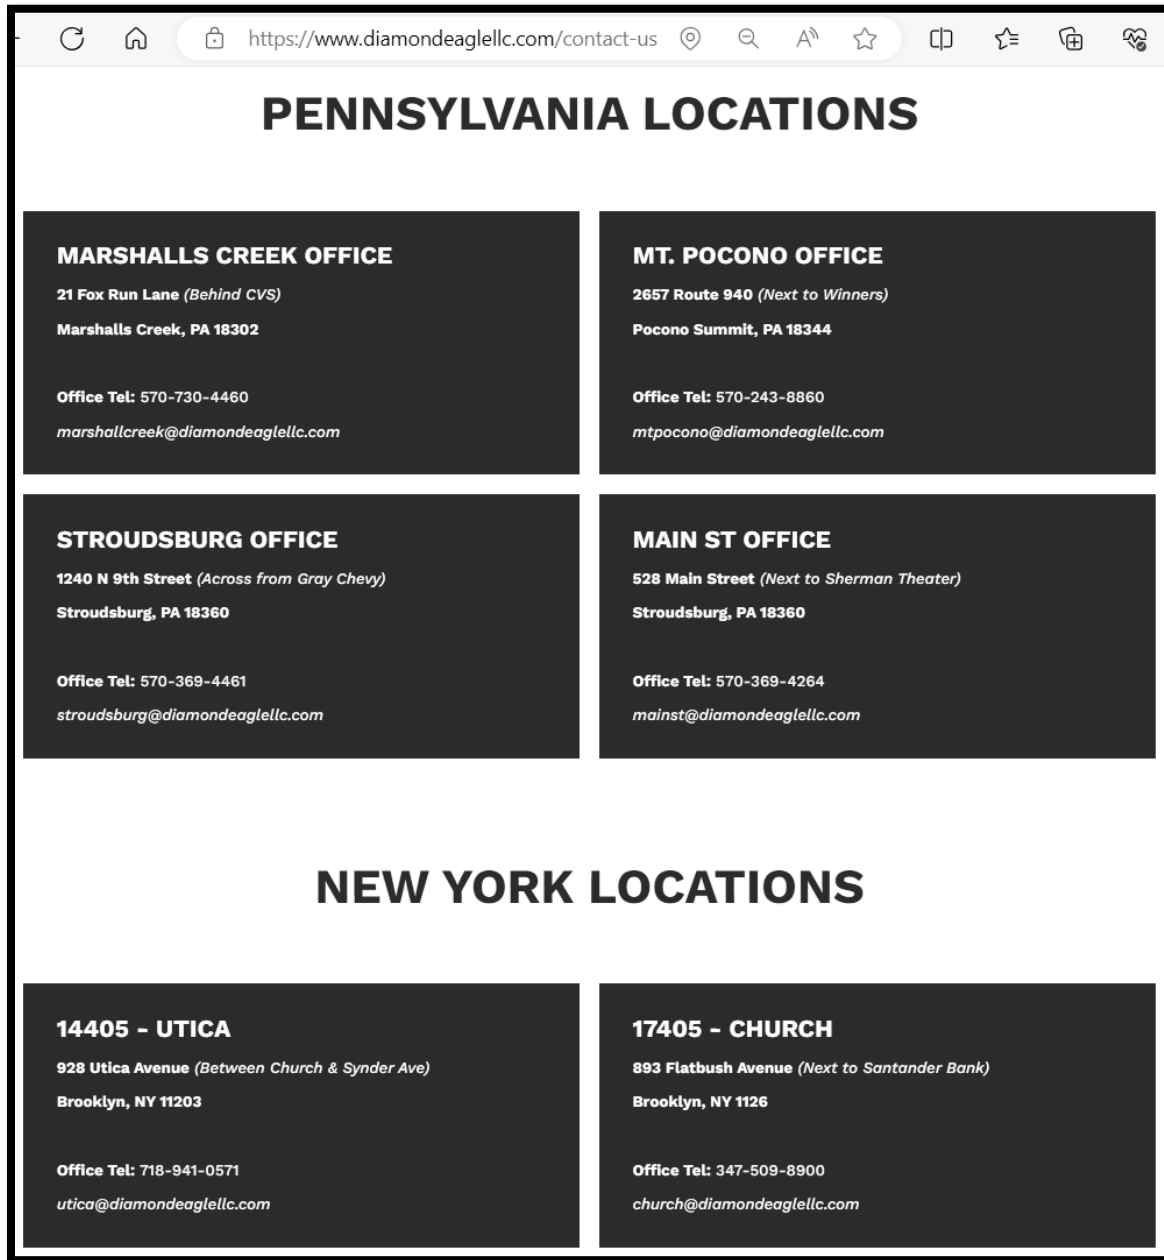 https://www.diamondeaglellc.com/contact-us
PENNSYLVANIA LOCATIONS
MARSHALLS CREEK OFFICE
21 Fox Run Lane (Behind CVS)
Marshalls Creek, PA 18302
Office Tel: 570-730-4460
marshallcreek@diamondeaglellc.com
MT. POCONO OFFICE
2657 Route 940 (Next to Winners)
Pocono Summit, PA 18344
Office Tel: 570-243-8860
mtpocono@diamondeaglellc.com
STROUDSBURG OFFICE
1240 N 9th Street (Across from Gray Chevy)
Stroudsburg, PA 18360
Office Tel: 570-369-4461
stroudsburg@diamondeaglellc.com
MAIN ST OFFICE
528 Main Street (Next to Sherman Theater)
Stroudsburg, PA 18360
Office Tel: 570-369-4264
mainst@diamondeaglellc.com
NEW YORK LOCATIONS
14405 - UTICA
928 Utica Avenue (Between Church & Synder Ave)
Brooklyn, NY 11203
Office Tel: 718-941-0571
utica@diamondeaglellc.com
17405 - CHURCH
893 Flatbush Avenue (Next to Santander Bank)
Brooklyn, NY 1126
Office Tel: 347-509-8900
church@diamondeaglellc.com